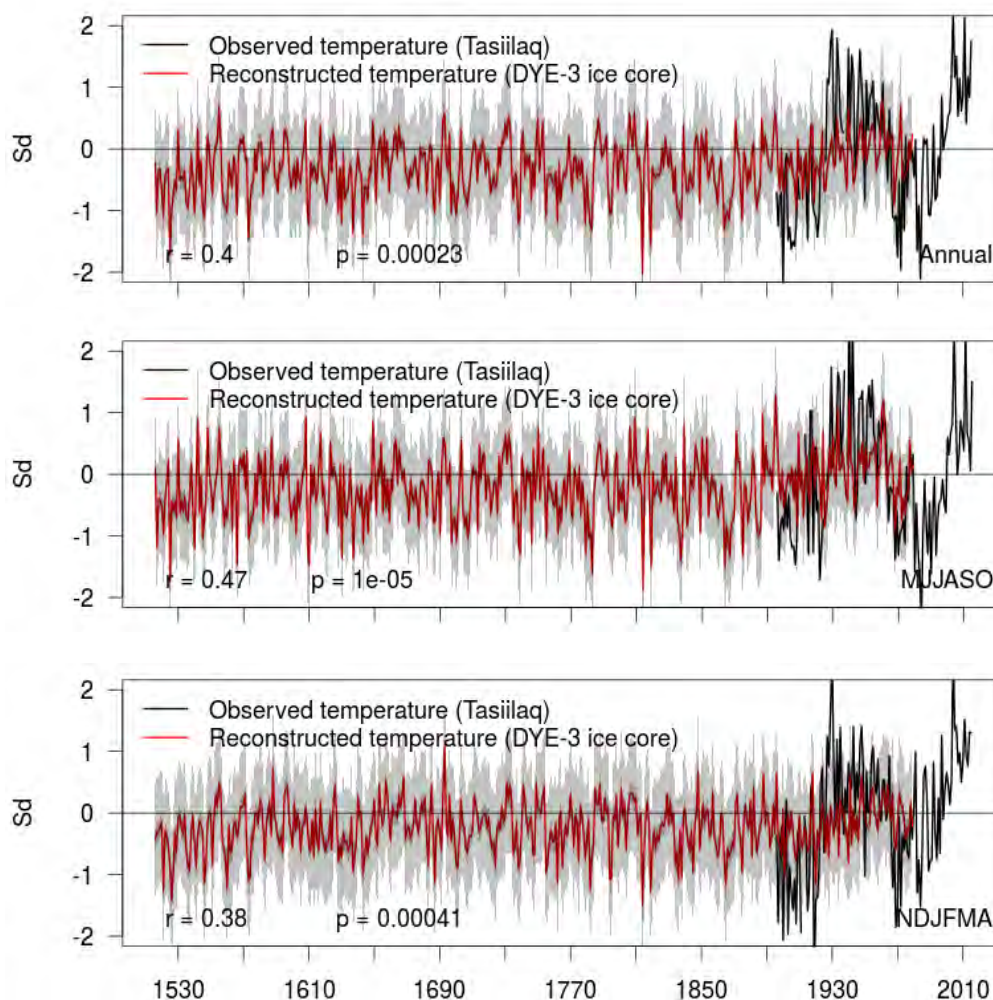 2
Observed temperature (Tasiilaq)
1
Reconstructed temperature (DYE-3 ice core)
Sd
0
-1
r = 0.4 p = 0.00023 Annual
-2
2
Observed temperature (Tasiilaq)
1
Reconstructed temperature (DYE-3 ice core)
Sd
0
-1
r = 0.47 p = 1e-05 MJJASO
-2
2
Observed temperature (Tasiilaq)
1
Reconstructed temperature (DYE-3 ice core)
Sd
0
-1
r = 0.38 p = 0.00041 NDJFMA
-2
1530 1610 1690 1770 1850 1930 2010